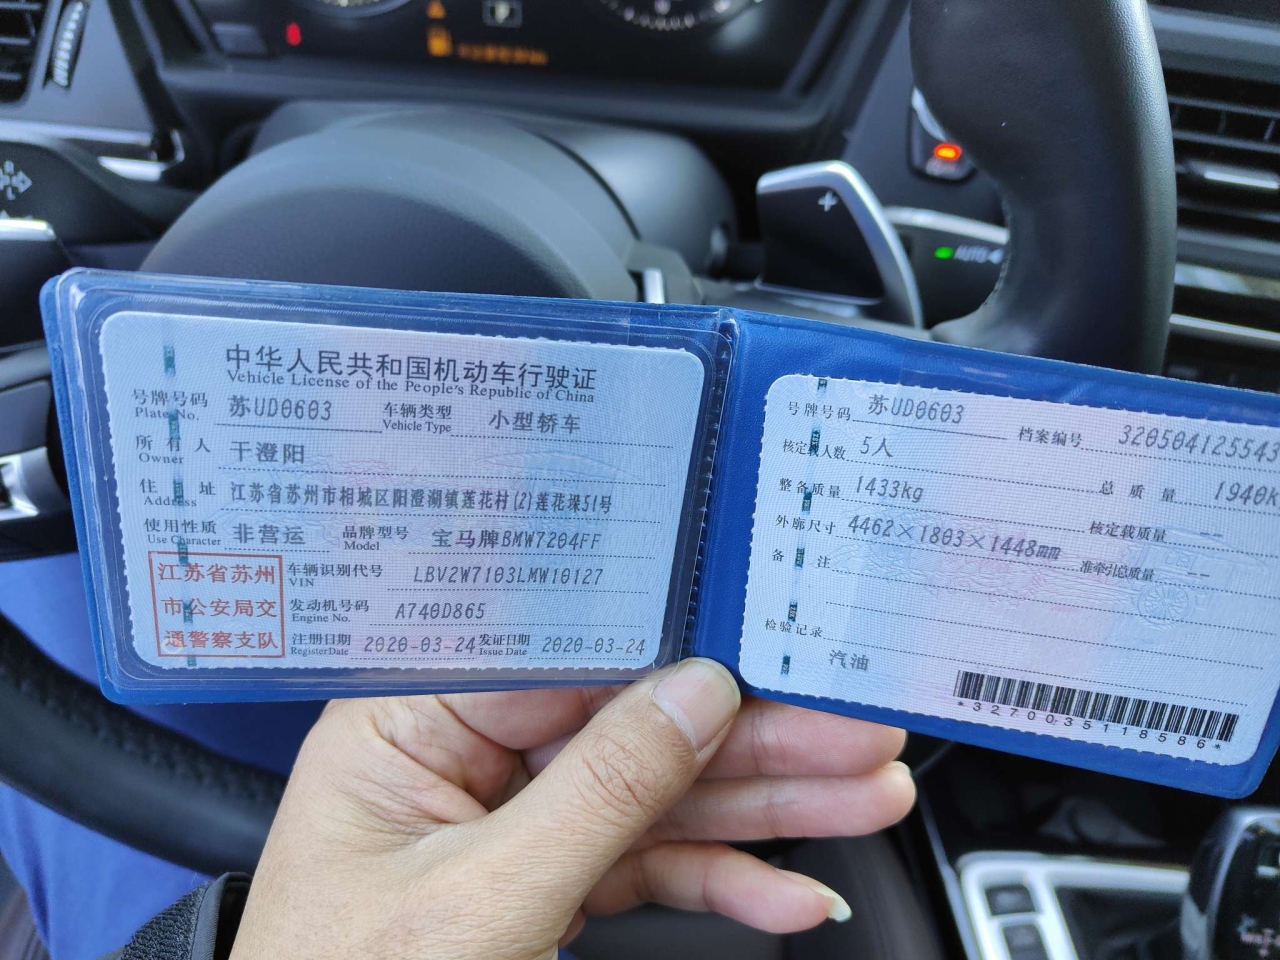 P
+
AUTO
中华人民共和国机动车行驶证
Vehicle License of the People's Republic of China
号牌号码 苏UD0603 车辆类型 小型轿车
Plate No. Vehicle Type
所有人 干澄阳
Owner
住址 江苏省苏州市相城区阳澄湖镇莲花村(2)莲花垛51号
Address
使用性质 非营运 品牌型号 宝马牌BMW7204FF
Use Character Model
江苏省苏州
市公安局交
通警察支队
车辆识别代号 LBV2W7103LMW10127
VIN
发动机号码 A740D865
Engine No.
注册日期 2020-03-24 发证日期 2020-03-24
Register Date Issue Date
号牌号码 苏UD0603 档案编号 320504125543
核定载人数 5人 总质量 1940k
整备质量 1433kg 核定载质量 --
外廓尺寸 4462×1803×1448mm 准牵引总质量 --
备注
检验记录
汽油
*3270035118586*